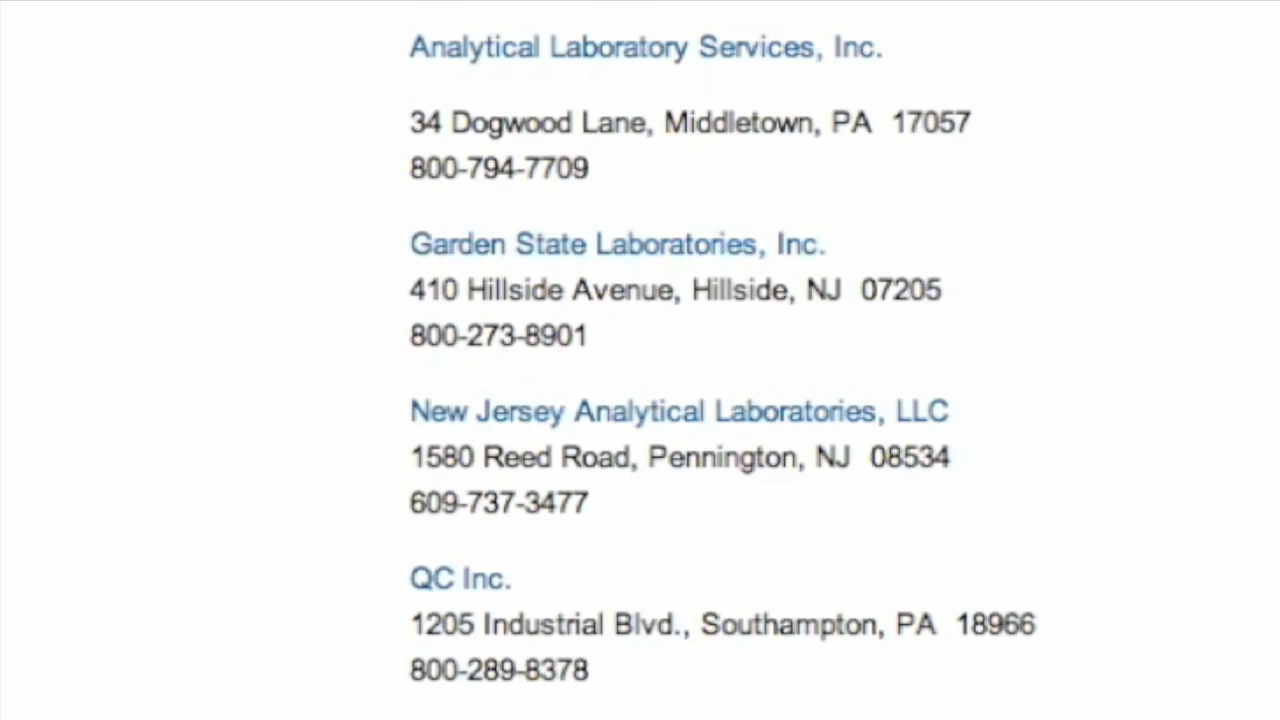 Analytical Laboratory Services, Inc.
34 Dogwood Lane, Middletown, PA 17057
800-794-7709
Garden State Laboratories, Inc.
410 Hillside Avenue, Hillside, NJ 07205
800-273-8901
New Jersey Analytical Laboratories, LLC
1580 Reed Road, Pennington, NJ 08534
609-737-3477
QC Inc.
1205 Industrial Blvd., Southampton, PA 18966
800-289-8378